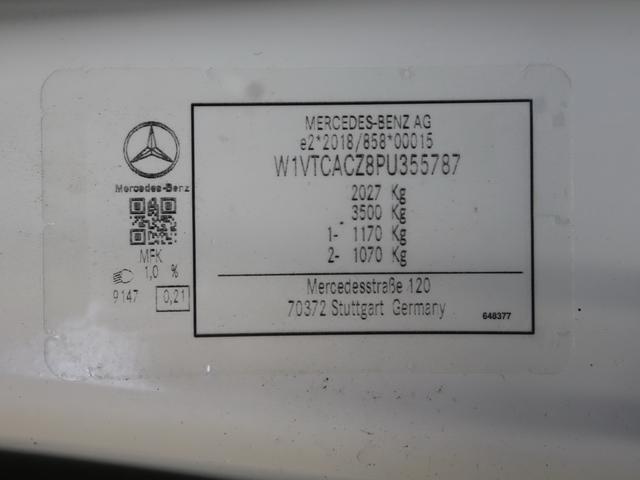 MERCEDES-BENZ AG
e2*2018/858*00015
W1VTCACZ8PU355787
2027 Kg
3500 Kg
1- 1170 Kg
2- 1070 Kg
Mercedesstraße 120
70372 Stuttgart Germany
648377
Mercedes-Benz
MFK
1,0 %
9147 0,21